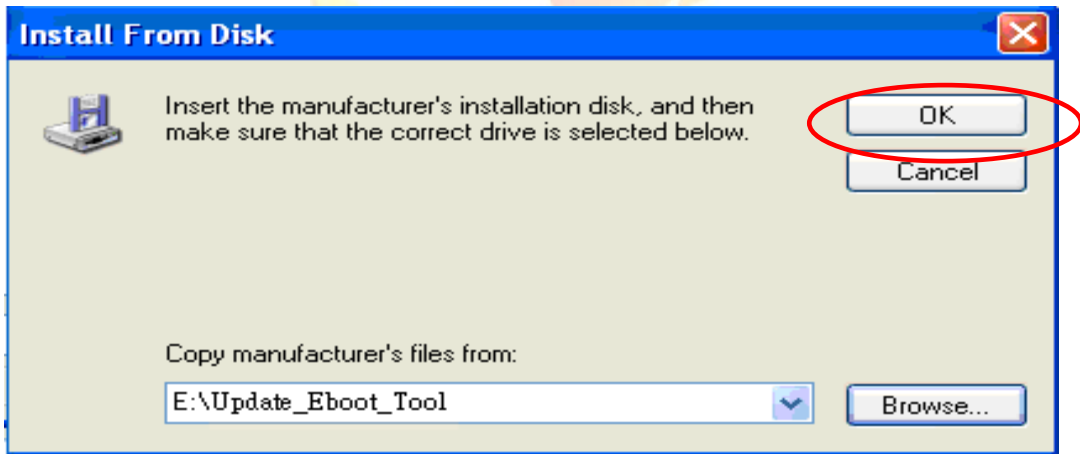 Install From Disk
Insert the manufacturer's installation disk, and then
make sure that the correct drive is selected below.
OK
Cancel
Copy manufacturer's files from:
E:\Update_Eboot_Tool
Browse...